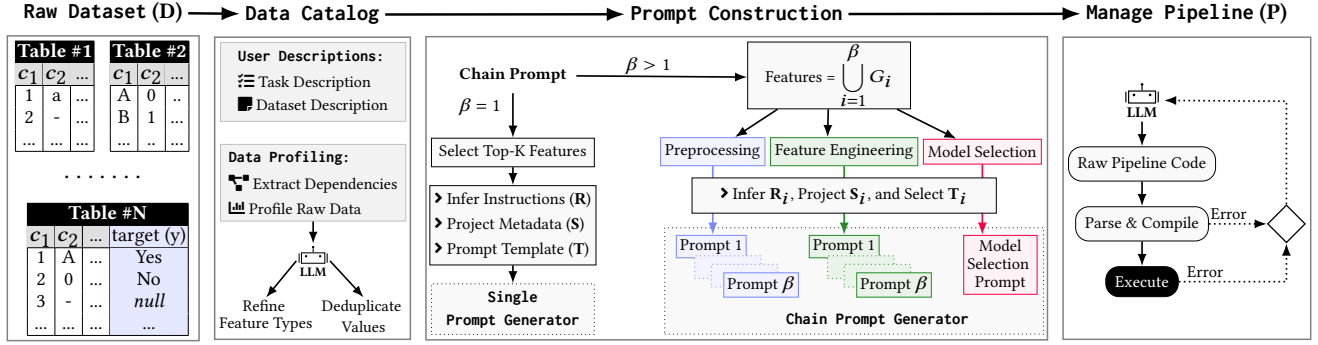 Raw Dataset (D)
Data Catalog
Prompt Construction
Manage Pipeline (P)
Table #1
c1 c2 ...
1 a ...
2 - ...
... ... ...
Table #2
c1 c2 ...
A 0 ..
B 1 ...
... .. ...
.......
Table #N
c1 c2 ... target (y)
1 A ... Yes
2 0 ... No
3 - ... null
... ... ... ...
User Descriptions:
Task Description
Dataset Description
Data Profiling:
Extract Dependencies
Profile Raw Data
LLM
Refine
Feature Types
Deduplicate
Values
Chain Prompt
β > 1
β = 1
Select Top-K Features
Infer Instructions (R)
Project Metadata (S)
Prompt Template (T)
Single
Prompt Generator
β
Features = ⋃ Gi
i=1
Preprocessing
Feature Engineering
Model Selection
Infer Ri, Project Si, and Select Ti
Prompt 1
Prompt β
Prompt 1
Prompt β
Model
Selection
Prompt
Chain Prompt Generator
LLM
Raw Pipeline Code
Parse & Compile
Error
Execute
Error